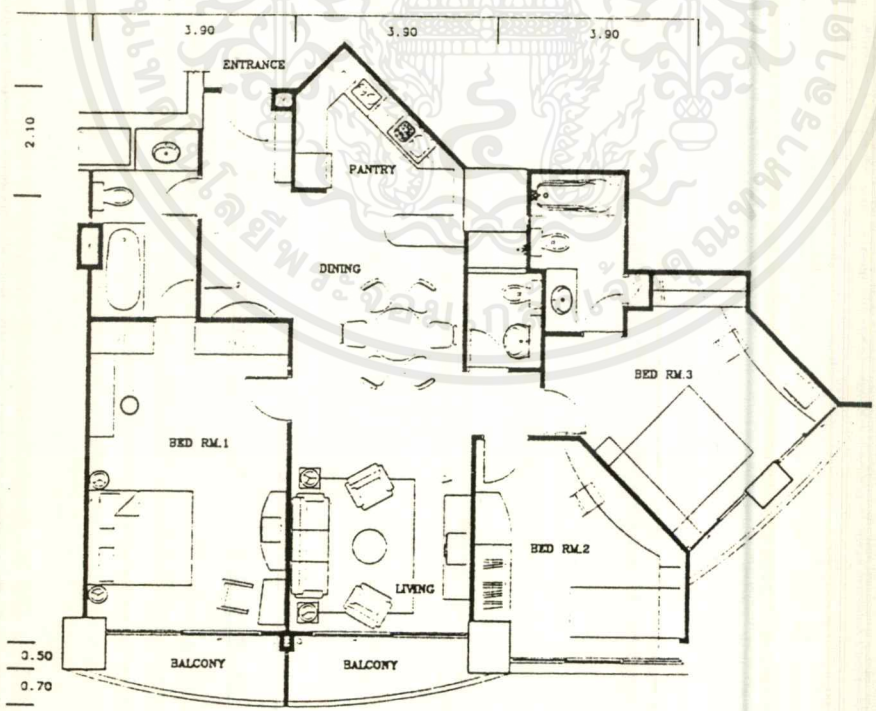 3.90
3.90
3.90
ENTRANCE
2.10
PANTRY
DINING
BED RM.3
BED RM.1
BED RM.2
LIVING
0.50
BALCONY
BALCONY
0.70